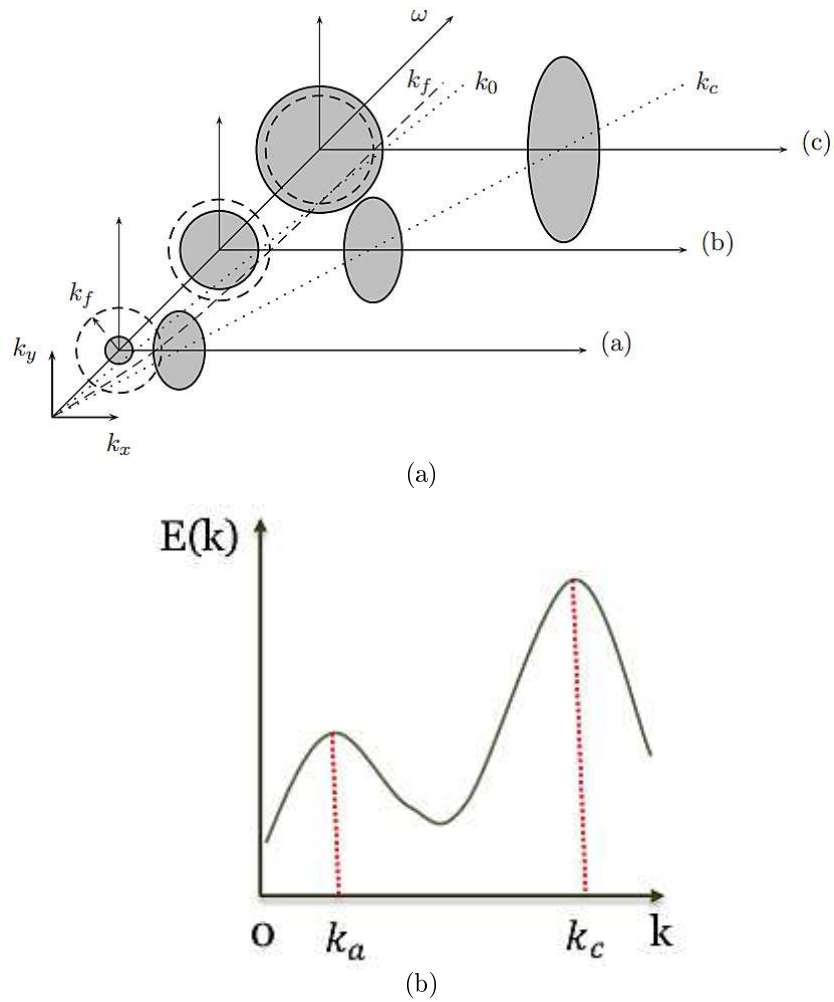 ω
k_f k_0 k_c
(c)
(b)
k_f
k_y (a)
k_x
(a)
E(k)
o k_a k_c k
(b)